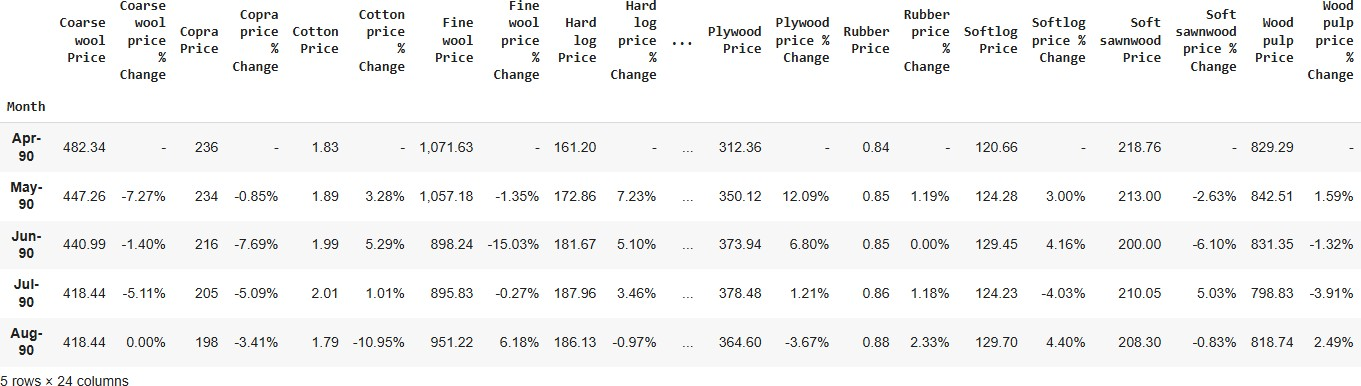 Coarse wool Price Coarse wool price % Change Copra Price Copra price % Change Cotton Price Cotton price % Change Fine wool Price Fine wool price % Change Hard log Price Hard log price % Change ... Plywood Price Plywood price % Change Rubber Price Rubber price % Change Softlog Price Softlog price % Change Soft sawnwood Price Soft sawnwood price % Change Wood pulp Price Wood pulp price % Change
Month
Apr-90 482.34 - 236 - 1.83 - 1,071.63 - 161.20 - ... 312.36 - 0.84 - 120.66 - 218.76 - 829.29 -
May-90 447.26 -7.27% 234 -0.85% 1.89 3.28% 1,057.18 -1.35% 172.86 7.23% ... 350.12 12.09% 0.85 1.19% 124.28 3.00% 213.00 -2.63% 842.51 1.59%
Jun-90 440.99 -1.40% 216 -7.69% 1.99 5.29% 898.24 -15.03% 181.67 5.10% ... 373.94 6.80% 0.85 0.00% 129.45 4.16% 200.00 -6.10% 831.35 -1.32%
Jul-90 418.44 -5.11% 205 -5.09% 2.01 1.01% 895.83 -0.27% 187.96 3.46% ... 378.48 1.21% 0.86 1.18% 124.23 -4.03% 210.05 5.03% 798.83 -3.91%
Aug-90 418.44 0.00% 198 -3.41% 1.79 -10.95% 951.22 6.18% 186.13 -0.97% ... 364.60 -3.67% 0.88 2.33% 129.70 4.40% 208.30 -0.83% 818.74 2.49%
5 rows × 24 columns